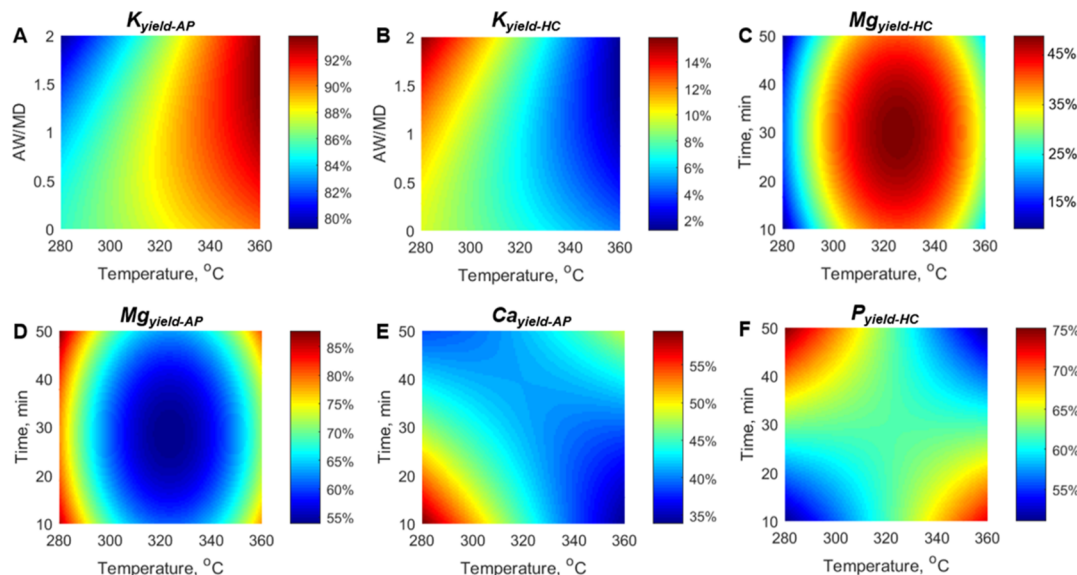 A
K yield-AP
2
1.5
1
0.5
0
AW/MD
280 300 320 340 360
Temperature, °C
92%
90%
88%
86%
84%
82%
80%
B
K yield-HC
2
1.5
1
0.5
0
AW/MD
280 300 320 340 360
Temperature, °C
14%
12%
10%
8%
6%
4%
2%
C
Mg yield-HC
50
40
30
20
10
Time, min
280 300 320 340 360
Temperature, °C
45%
35%
25%
15%
D
Mg yield-AP
50
40
30
20
10
Time, min
280 300 320 340 360
Temperature, °C
85%
80%
75%
70%
65%
60%
55%
E
Ca yield-AP
50
40
30
20
10
280 300 320 340 360
Temperature, °C
55%
50%
45%
40%
35%
F
P yield-HC
50
40
30
20
10
Time, min
280 300 320 340 360
Temperature, °C
75%
70%
65%
60%
55%